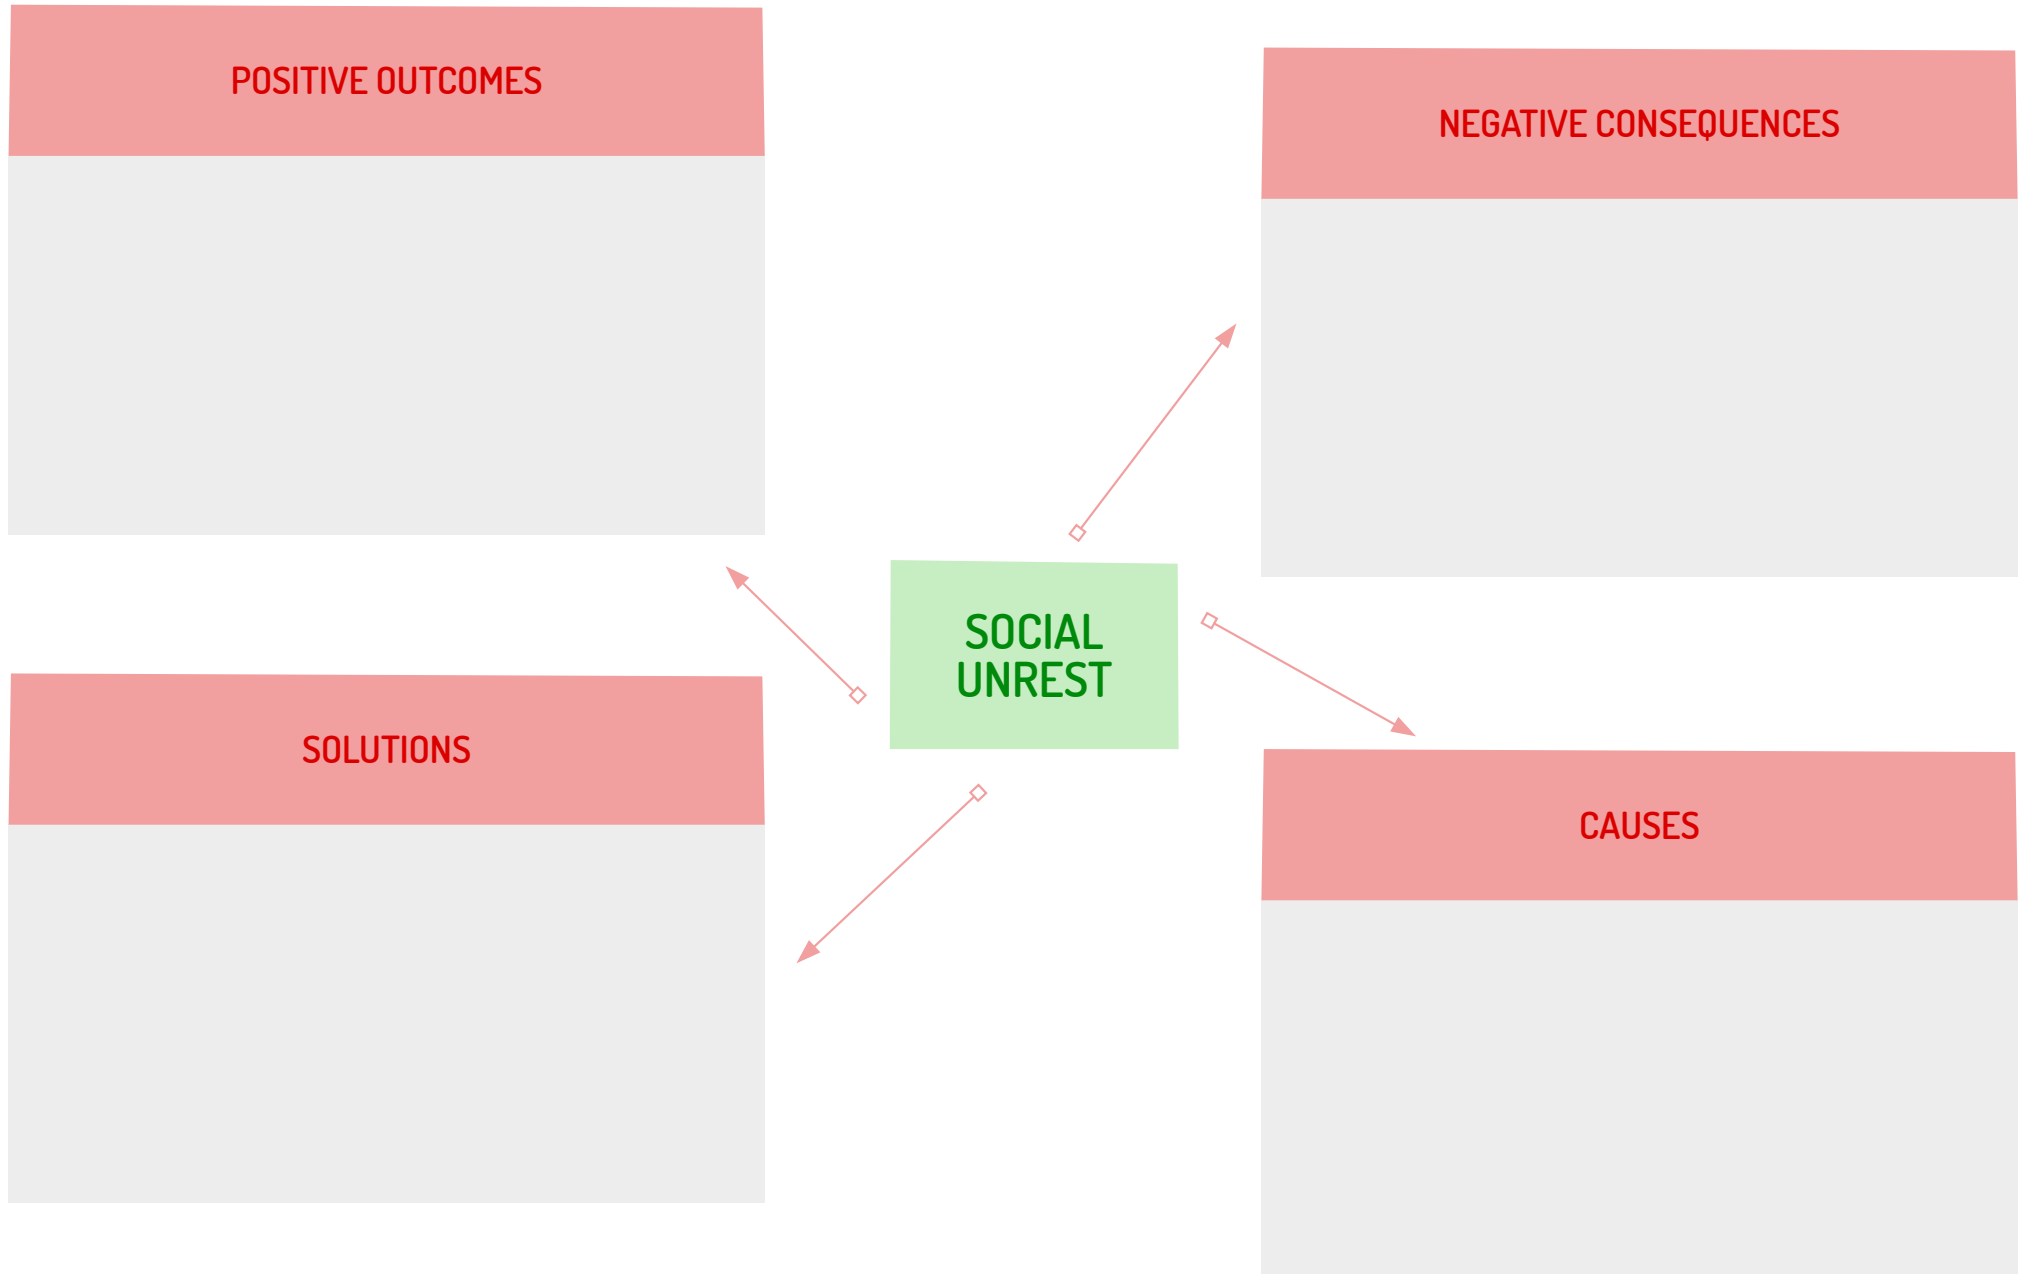 POSITIVE OUTCOMES
NEGATIVE CONSEQUENCES
SOCIAL
UNREST
SOLUTIONS
CAUSES